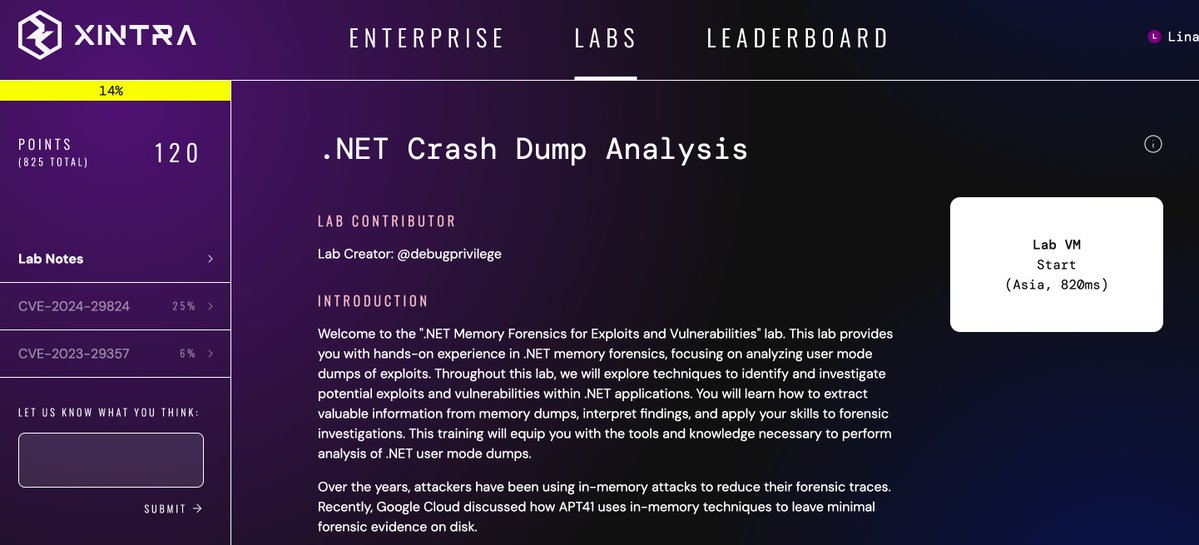 XINTRA
ENTERPRISE
LABS
LEADERBOARD
L
Lina
14%
POINTS
(825 TOTAL)
120
Lab Notes
CVE-2024-29824
25%
CVE-2023-29357
6%
LET US KNOW WHAT YOU THINK:
SUBMIT →
.NET Crash Dump Analysis
LAB CONTRIBUTOR
Lab Creator: @debugprivilege
INTRODUCTION
Welcome to the ".NET Memory Forensics for Exploits and Vulnerabilities" lab. This lab provides
you with hands-on experience in .NET memory forensics, focusing on analyzing user mode
dumps of exploits. Throughout this lab, we will explore techniques to identify and investigate
potential exploits and vulnerabilities within .NET applications. You will learn how to extract
valuable information from memory dumps, interpret findings, and apply your skills to forensic
investigations. This training will equip you with the tools and knowledge necessary to perform
analysis of .NET user mode dumps.
Over the years, attackers have been using in-memory attacks to reduce their forensic traces.
Recently, Google Cloud discussed how APT41 uses in-memory techniques to leave minimal
forensic evidence on disk.
Lab VM
Start
(Asia, 820ms)